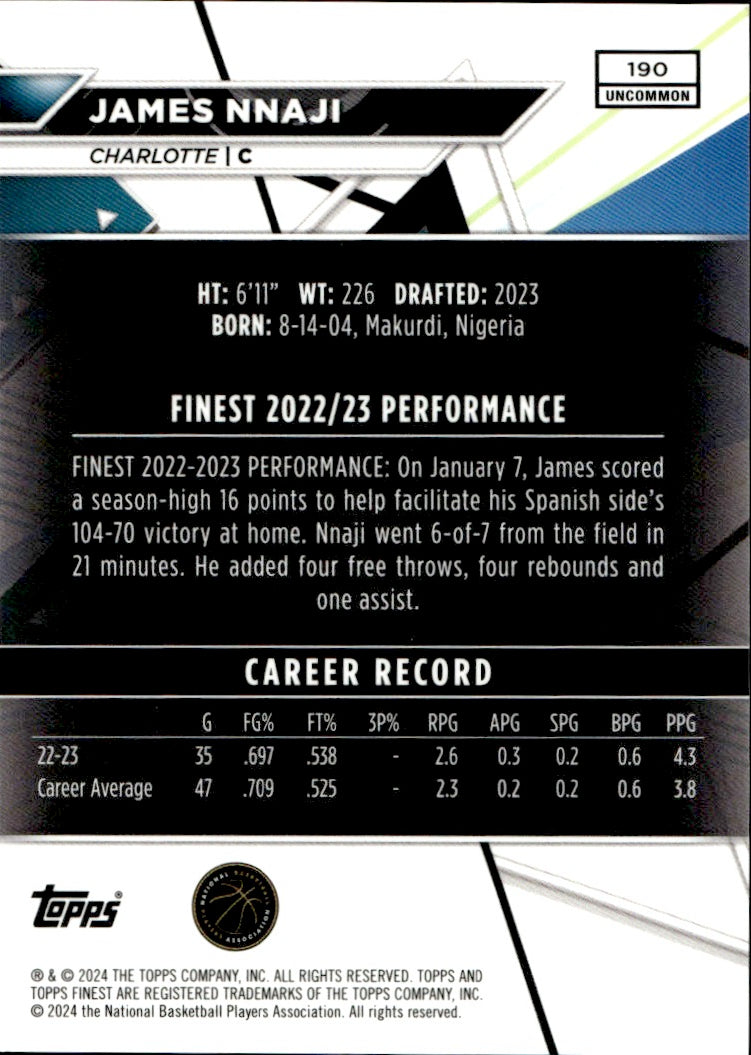 190
UNCOMMON
JAMES NNAJI
CHARLOTTE | C
HT: 6'11" WT: 226 DRAFTED: 2023
BORN: 8-14-04, Makurdi, Nigeria
FINEST 2022/23 PERFORMANCE
FINEST 2022-2023 PERFORMANCE: On January 7, James scored
a season-high 16 points to help facilitate his Spanish side's
104-70 victory at home. Nnaji went 6-of-7 from the field in
21 minutes. He added four free throws, four rebounds and
one assist.
CAREER RECORD
G FG% FT% 3P% RPG APG SPG BPG PPG
22-23 35 .697 .538 - 2.6 0.3 0.2 0.6 4.3
Career Average 47 .709 .525 - 2.3 0.2 0.2 0.6 3.8
Topps®
NATIONAL BASKETBALL PLAYERS ASSOCIATION
® & © 2024 THE TOPPS COMPANY, INC. ALL RIGHTS RESERVED. TOPPS AND
TOPPS FINEST ARE REGISTERED TRADEMARKS OF THE TOPPS COMPANY, INC.
© 2024 the National Basketball Players Association. All rights reserved.